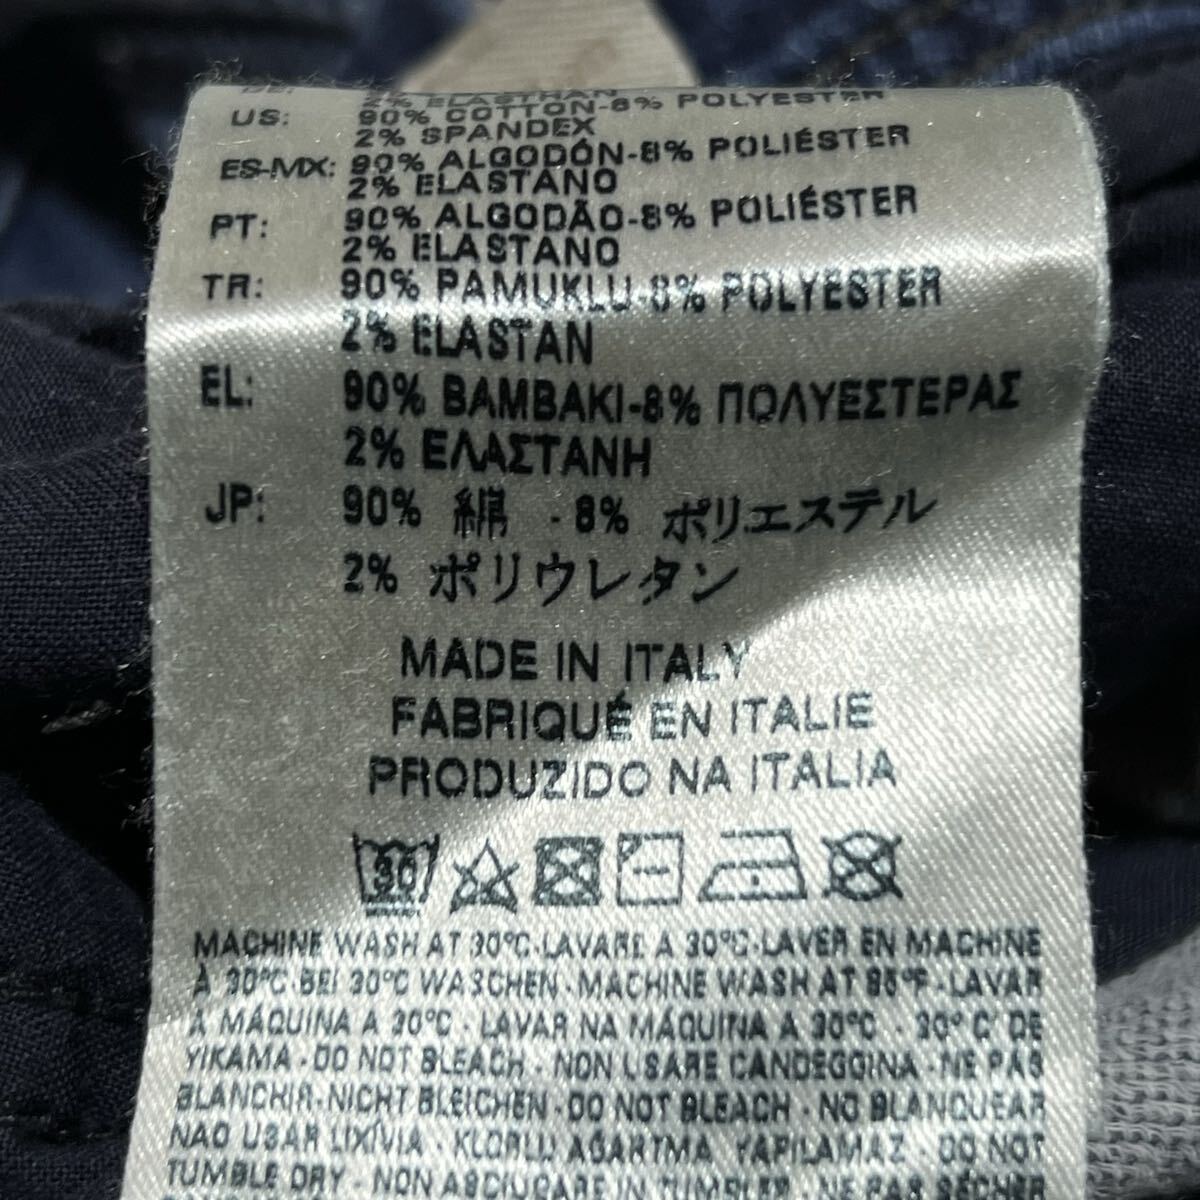 2% ELASTHAN
US: 90% COTTON-8% POLYESTER
2% SPANDEX
ES-MX: 90% ALGODÓN-8% POLIÉSTER
2% ELASTANO
PT: 90% ALGODÃO-8% POLIÉSTER
2% ELASTANO
TR: 90% PAMUKLU-8% POLYESTER
2% ELASTAN
EL: 90% BAMBAKI-8% ΠΟΛΥΕΣΤΕΡΑΣ
2% ΕΛΑΣΤΑΝΗ
JP: 90% 綿 - 8% ポリエステル
2% ポリウレタン
MADE IN ITALY
FABRIQUÉ EN ITALIE
PRODUZIDO NA ITALIA
30
MACHINE WASH AT 30°C-LAVARE A 30°C-LAVER EN MACHINE
À 30°C-BEI 30°C WASCHEN-MACHINE WASH AT 85°F-LAVAR
A MÁQUINA A 30°C - LAVAR NA MÁQUINA A 30°C - 30° C' DE
YIKAMA - DO NOT BLEACH - NON USARE CANDEGGINA - NE PAS
BLANCHIR-NICHT BLEICHEN-DO NOT BLEACH - NO BLANQUEAR
NAO USAR LIXÍVIA - KLORLU AĞARTMA YAPILAMAZ - DO NOT
TUMBLE DRY - NON ASCIUGARE IN TUMBLER - NE PAS SÉCHER